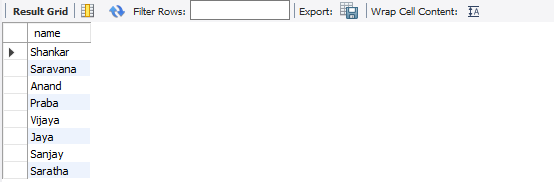 Result Grid Filter Rows: Export: Wrap Cell Content:
name
Shankar
Saravana
Anand
Praba
Vijaya
Jaya
Sanjay
Saratha